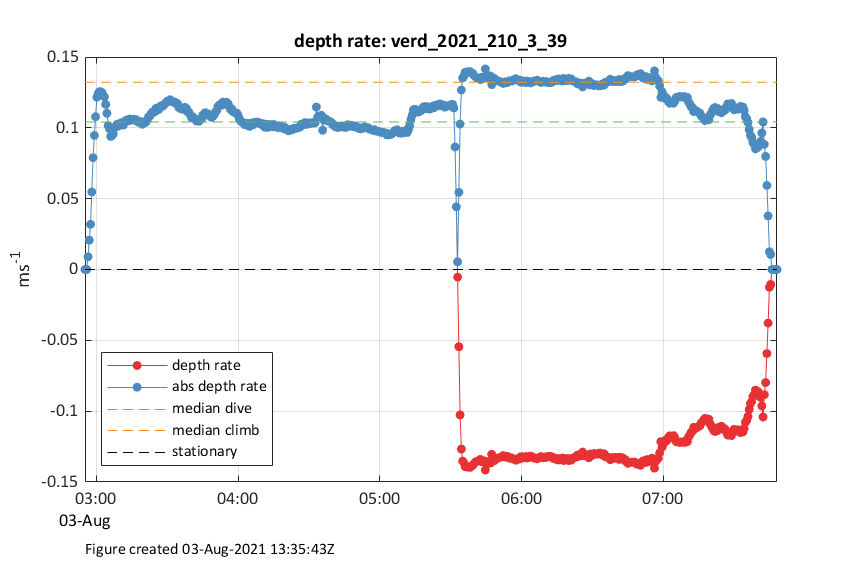 depth rate: verd_2021_210_3_39
0.15
0.1
0.05
0
-0.05
-0.1
-0.15
ms-1
depth rate
abs depth rate
median dive
median climb
stationary
03:00 04:00 05:00 06:00 07:00
03-Aug
Figure created 03-Aug-2021 13:35:43Z